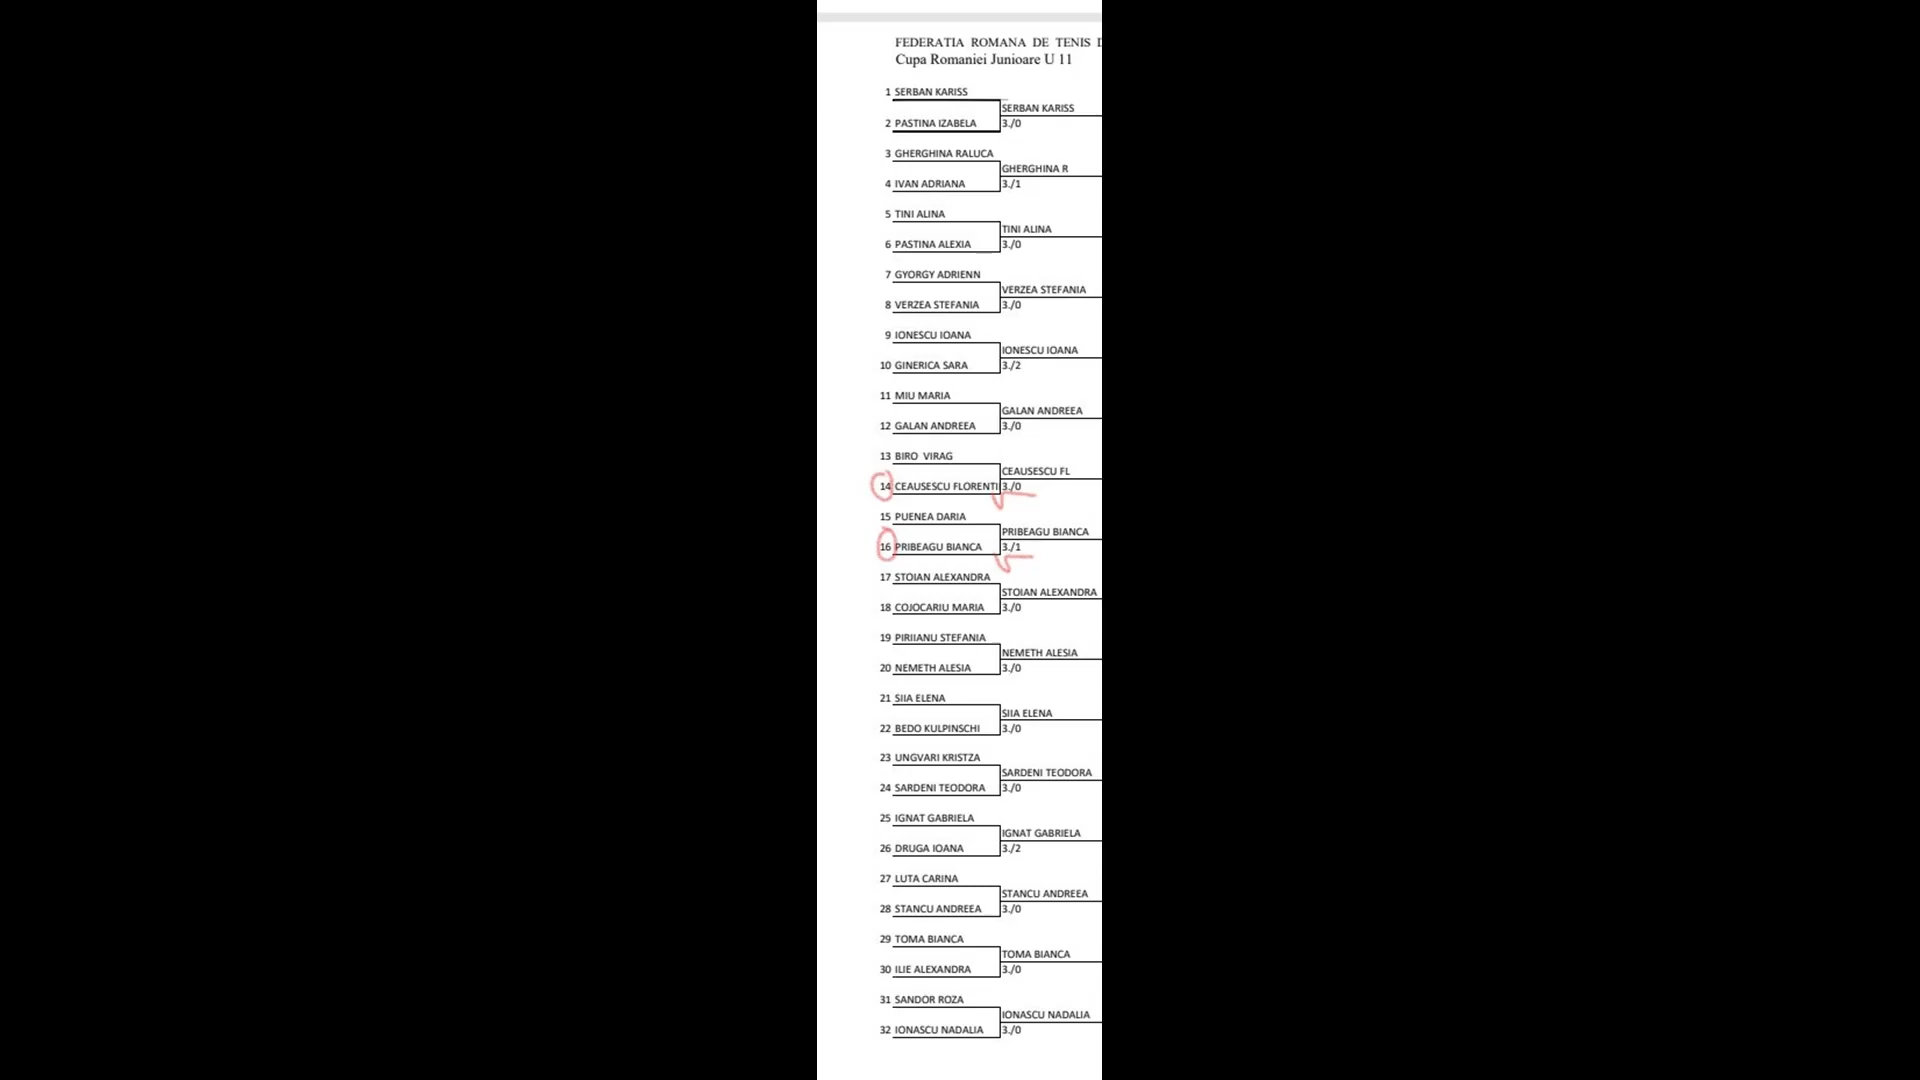 FEDERATIA ROMANA DE TENIS D
Cupa Romaniei Junioare U 11
1 SERBAN KARISS
SERBAN KARISS
2 PASTINA IZABELA 3./0
3 GHERGHINA RALUCA
GHERGHINA R
4 IVAN ADRIANA 3./1
5 TINI ALINA
TINI ALINA
6 PASTINA ALEXIA 3./0
7 GYORGY ADRIENN
VERZEA STEFANIA
8 VERZEA STEFANIA 3./0
9 IONESCU IOANA
IONESCU IOANA
10 GINERICA SARA 3./2
11 MIU MARIA
GALAN ANDREEA
12 GALAN ANDREEA 3./0
13 BIRO VIRAG
CEAUSESCU FL
14 CEAUSESCU FLORENTI 3./0
15 PUENEA DARIA
PRIBEAGU BIANCA
16 PRIBEAGU BIANCA 3./1
17 STOIAN ALEXANDRA
STOIAN ALEXANDRA
18 COJOCARIU MARIA 3./0
19 PIRIIANU STEFANIA
NEMETH ALESIA
20 NEMETH ALESIA 3./0
21 SIIA ELENA
SIIA ELENA
22 BEDO KULPINSCHI 3./0
23 UNGVARI KRISTZA
SARDENI TEODORA
24 SARDENI TEODORA 3./0
25 IGNAT GABRIELA
IGNAT GABRIELA
26 DRUGA IOANA 3./2
27 LUTA CARINA
STANCU ANDREEA
28 STANCU ANDREEA 3./0
29 TOMA BIANCA
TOMA BIANCA
30 ILIE ALEXANDRA 3./0
31 SANDOR ROZA
IONASCU NADALIA
32 IONASCU NADALIA 3./0